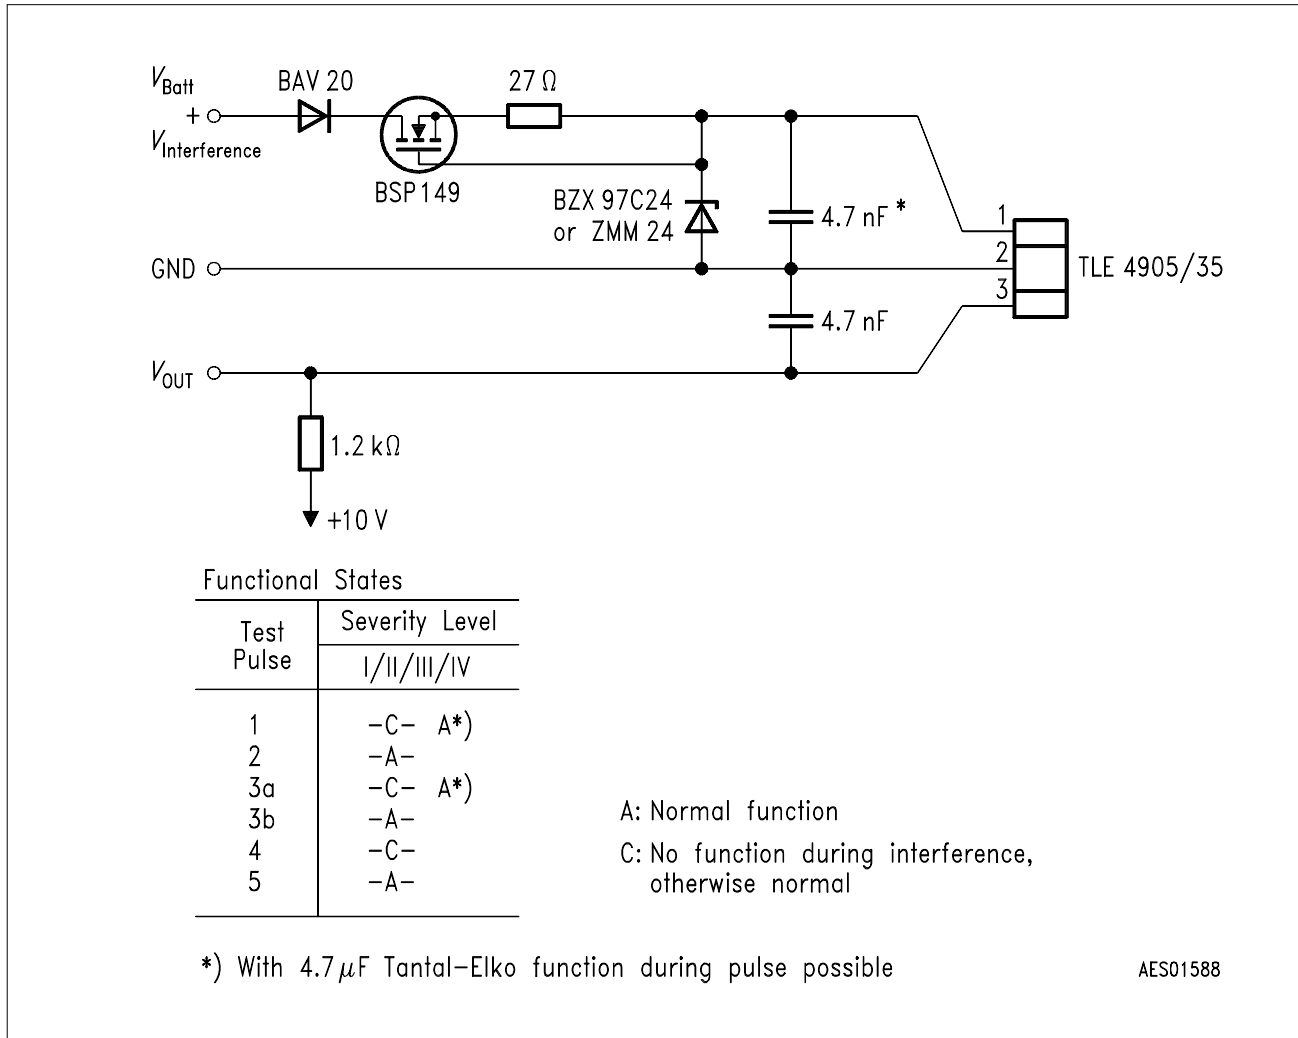 V_Batt
BAV 20
27 Ω
+
V_Interference
BSP149
BZX 97C24
or ZMM 24
4.7 nF *
1
2
3
TLE 4905/35
GND
4.7 nF
V_OUT
1.2 kΩ
+10 V
Functional States
Test Pulse
Severity Level
I/II/III/IV
1 -C- A*)
2 -A-
3a -C- A*)
3b -A-
4 -C-
5 -A-
A: Normal function
C: No function during interference,
otherwise normal
*) With 4.7 µF Tantal-Elko function during pulse possible
AES01588